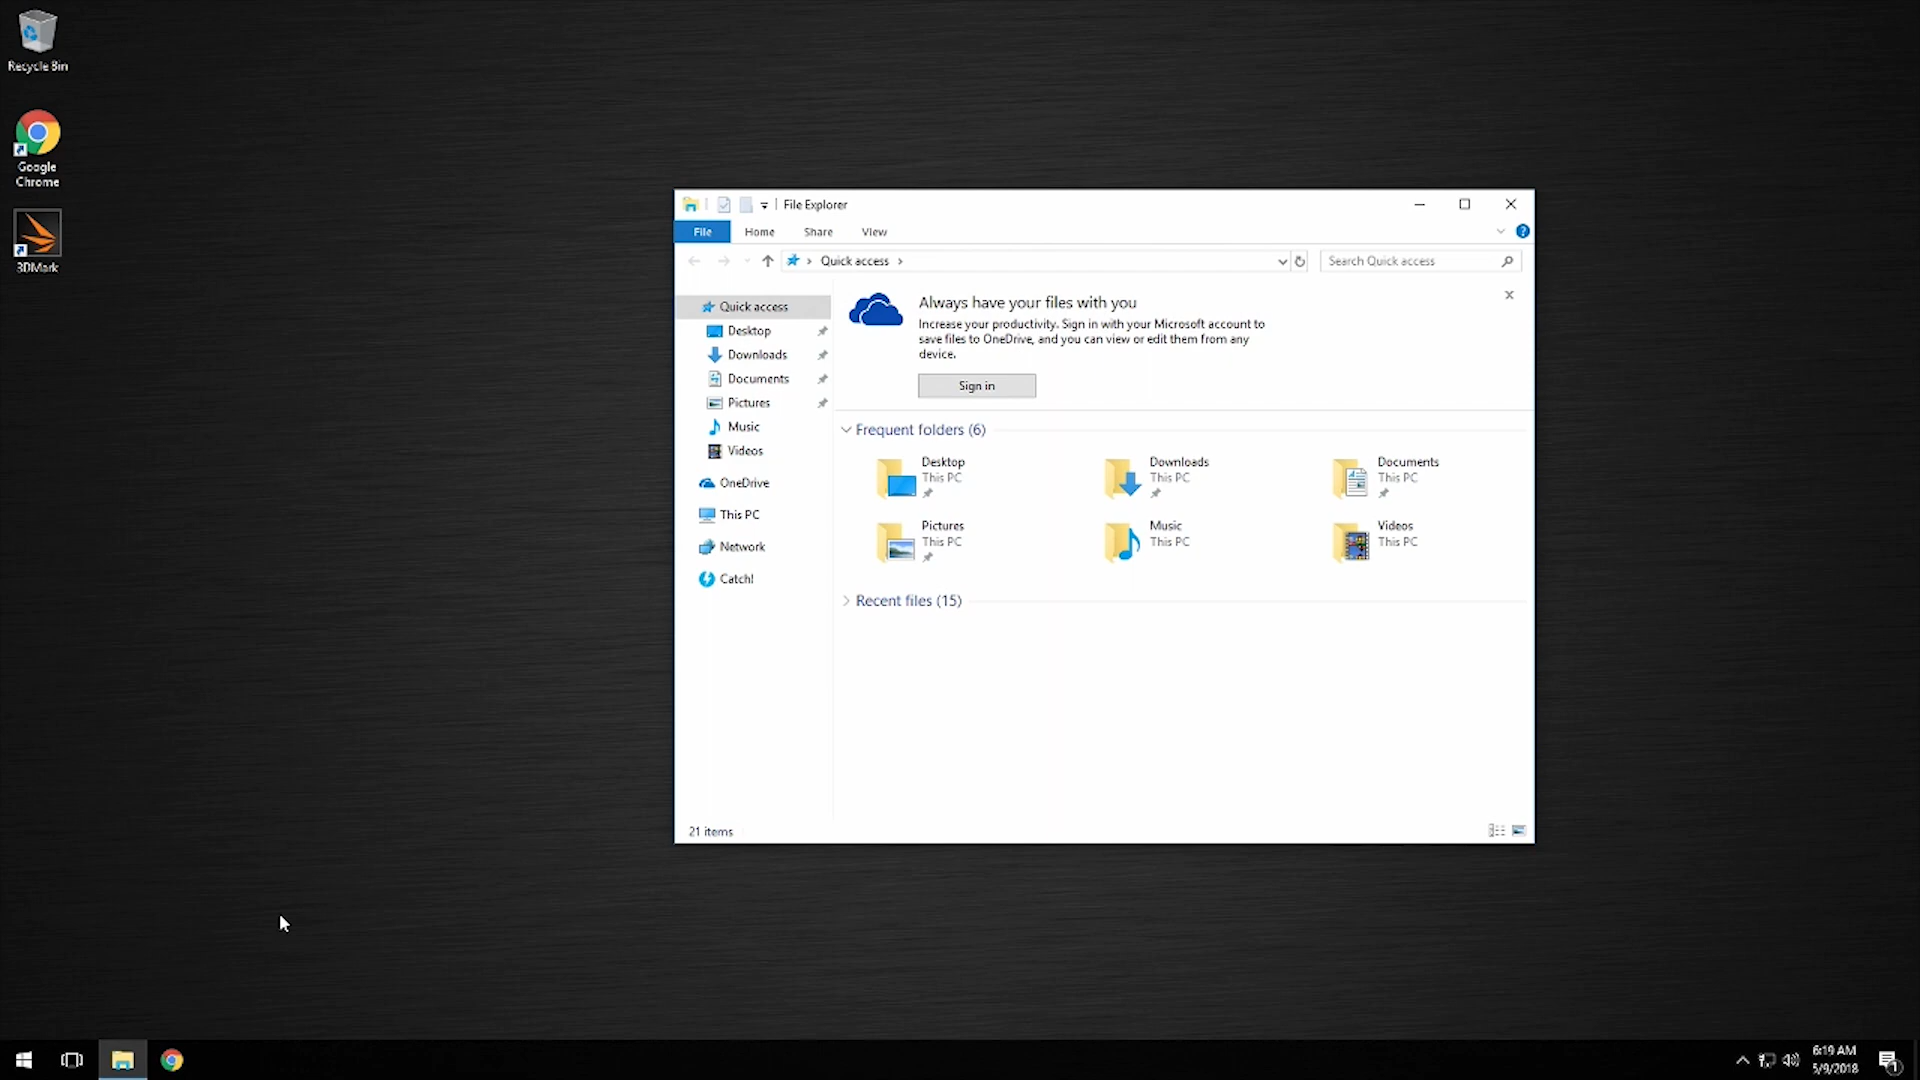 Recycle Bin
Google
Chrome
3DMark
File Explorer
File
Home
Share
View
Quick access
Search Quick access
Quick access
Desktop
Downloads
Documents
Pictures
Music
Videos
OneDrive
This PC
Network
Catch!
Always have your files with you
Increase your productivity. Sign in with your Microsoft account to
save files to OneDrive, and you can view or edit them from any
device.
Sign in
Frequent folders (6)
Desktop
This PC
Downloads
This PC
Documents
This PC
Pictures
This PC
Music
This PC
Videos
This PC
Recent files (15)
21 items
6:19 AM
5/9/2018
1